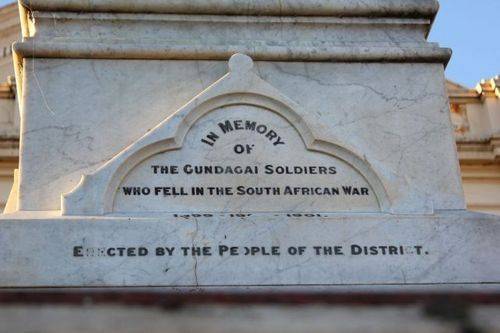 IN MEMORY
OF
THE GUNDAGAI SOLDIERS
WHO FELL IN THE SOUTH AFRICAN WAR
1901.
ERECTED BY THE PEOPLE OF THE DISTRICT.